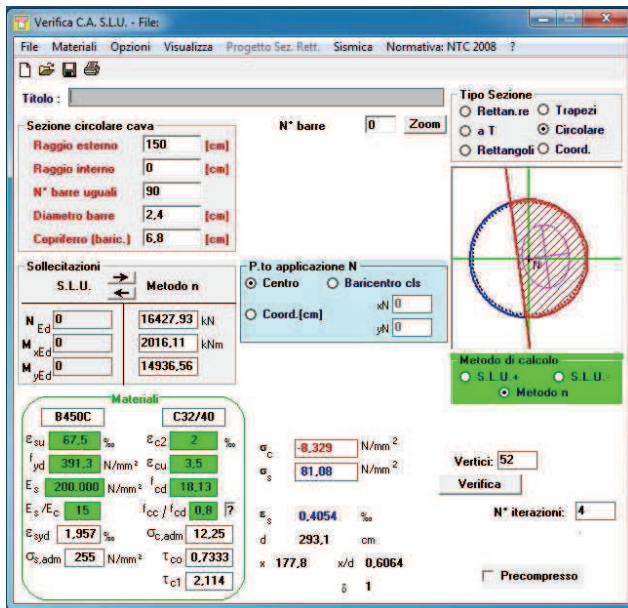 Verifica C.A. S.L.U. - File:
File Materiali Opzioni Visualizza Progetto Sez. Rett. Sismica Normativa: NTC 2008 ?
Titolo :
Tipo Sezione
Rettan.re Trapezi
a T Circolare
Rettangoli Coord.
Sezione circolare cava
Raggio esterno 150 [cm]
Raggio interno 0 [cm]
N° barre uguali 90
Diametro barre 2,4 [cm]
Copriferro (baric.) 6,8 [cm]
N° barre 0 Zoom
N
Sollecitazioni
S.L.U. Metodo n
N Ed 0 16427,93 kN
M xEd 0 2016,11 kNm
M yEd 0 14936,56
P.to applicazione N
Centro Baricentro cls
Coord.[cm] xN 0
yN 0
Metodo di calcolo
S.L.U.+ S.L.U.-
Metodo n
Materiali
B450C C32/40
εsu 67,5 ‰ εc2 2 ‰
fyd 391,3 N/mm² εcu 3,5
Es 200.000 N/mm² fcd 18,13
Es/Ec 15 fcc / fcd 0,8 ?
εsyd 1,957 ‰ σc,adm 12,25
σs,adm 255 N/mm² τco 0,7333
τc1 2,114
σc -8,329 N/mm²
σs 81,08 N/mm²
εs 0,4054 ‰
d 293,1 cm
x 177,8 x/d 0,6064
δ 1
Vertici: 52
Verifica
N° iterazioni: 4
Precompresso